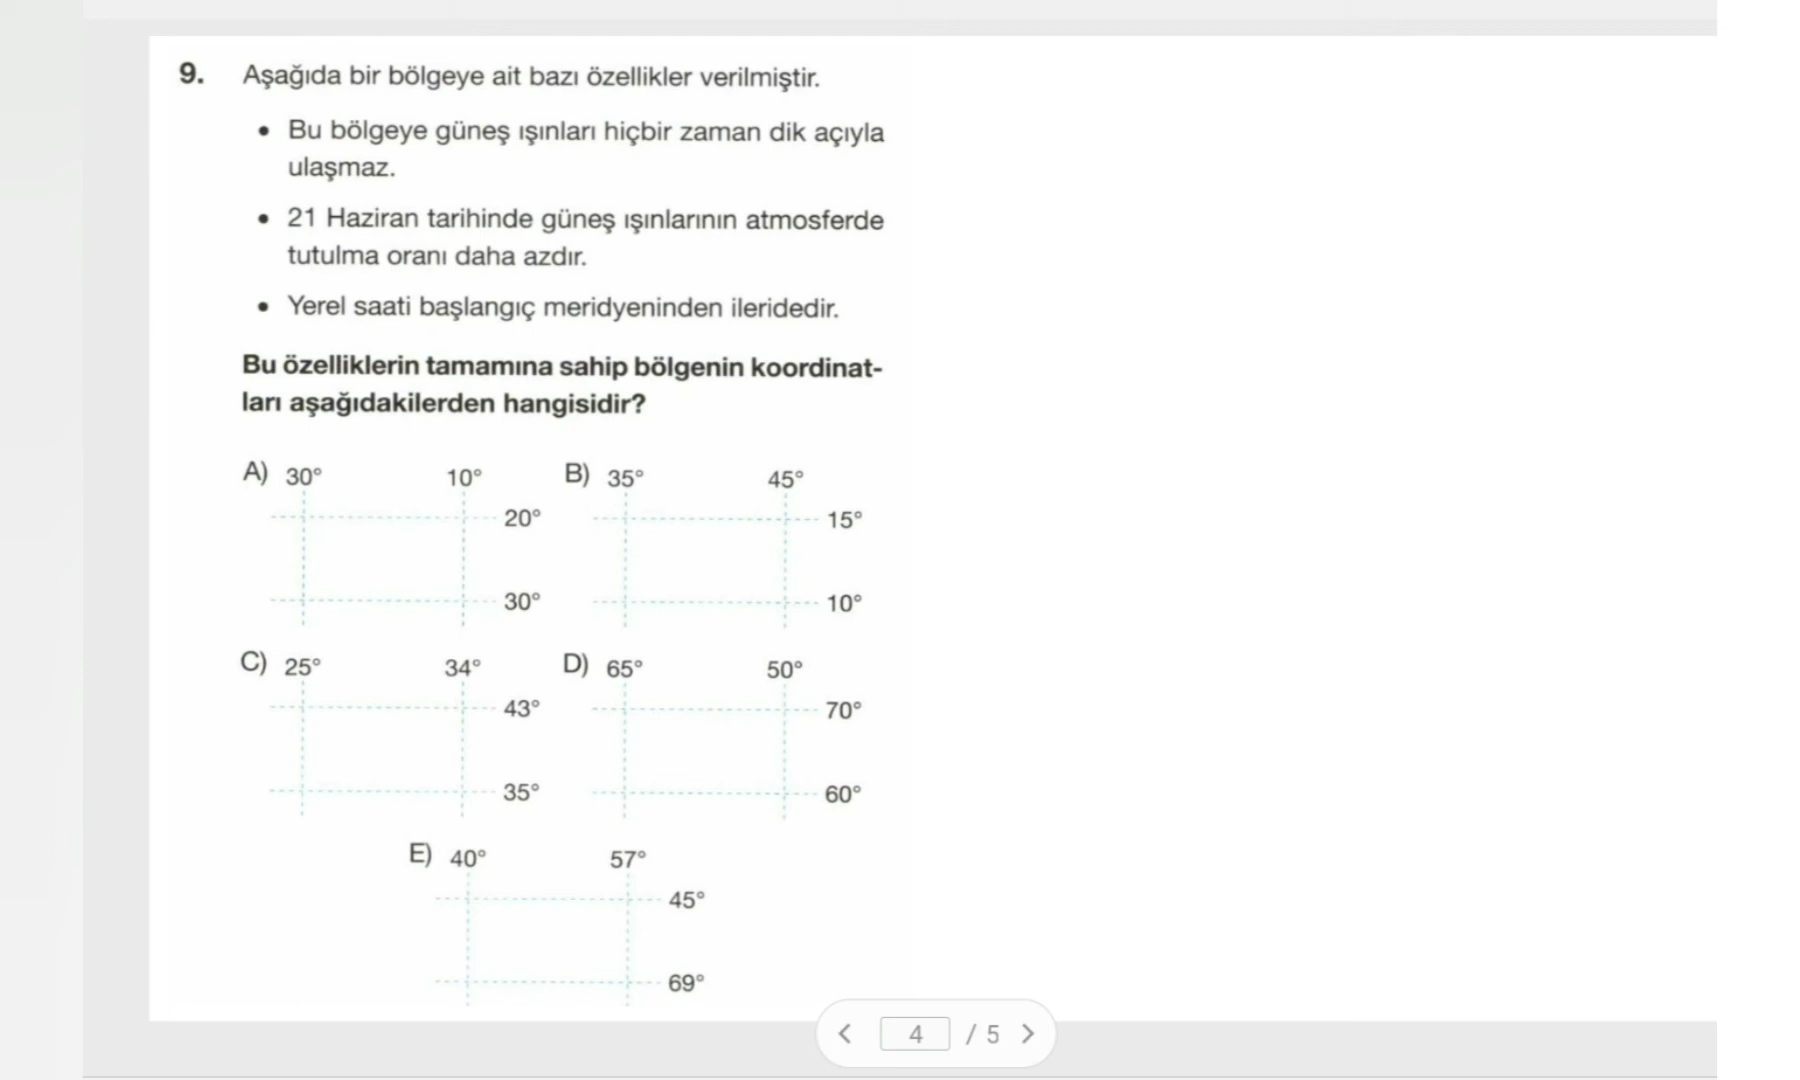 9. Aşağıda bir bölgeye ait bazı özellikler verilmiştir.
• Bu bölgeye güneş ışınları hiçbir zaman dik açıyla
ulaşmaz.
• 21 Haziran tarihinde güneş ışınlarının atmosferde
tutulma oranı daha azdır.
• Yerel saati başlangıç meridyeninden ileridedir.
Bu özelliklerin tamamına sahip bölgenin koordinat-
ları aşağıdakilerden hangisidir?
A) 30° 10°
20°
30°
B) 35° 45°
15°
10°
C) 25° 34°
43°
35°
D) 65° 50°
70°
60°
E) 40° 57°
45°
69°
< 4 / 5 >